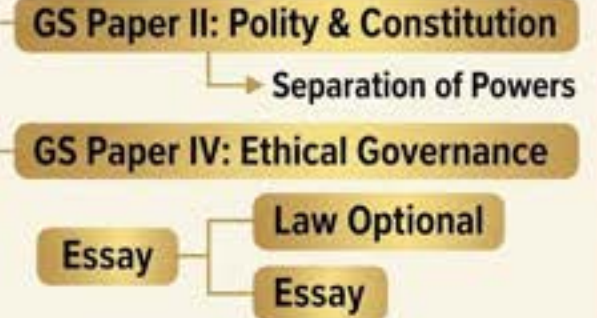 GS Paper II: Polity & Constitution
Separation of Powers
GS Paper IV: Ethical Governance
Law Optional
Essay
Essay